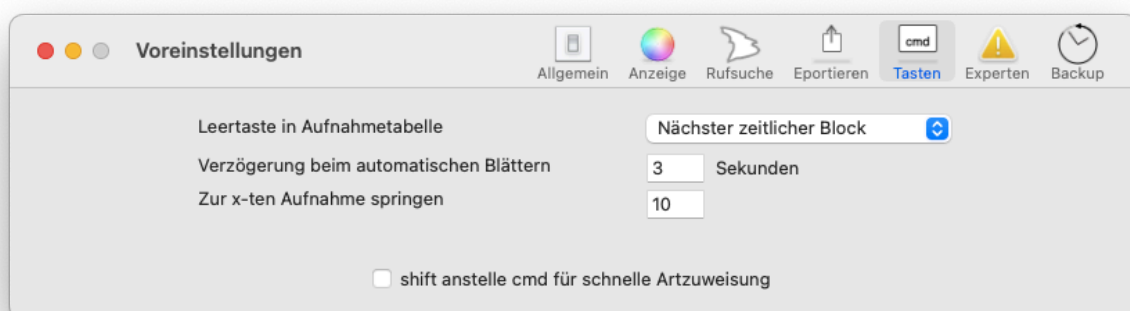 Voreinstellungen
cmd
Allgemein Anzeige Rufsuche Eportieren Tasten Experten Backup
Leertaste in Aufnahmetabelle Nächster zeitlicher Block
Verzögerung beim automatischen Blättern 3 Sekunden
Zur x-ten Aufnahme springen 10
shift anstelle cmd für schnelle Artzuweisung